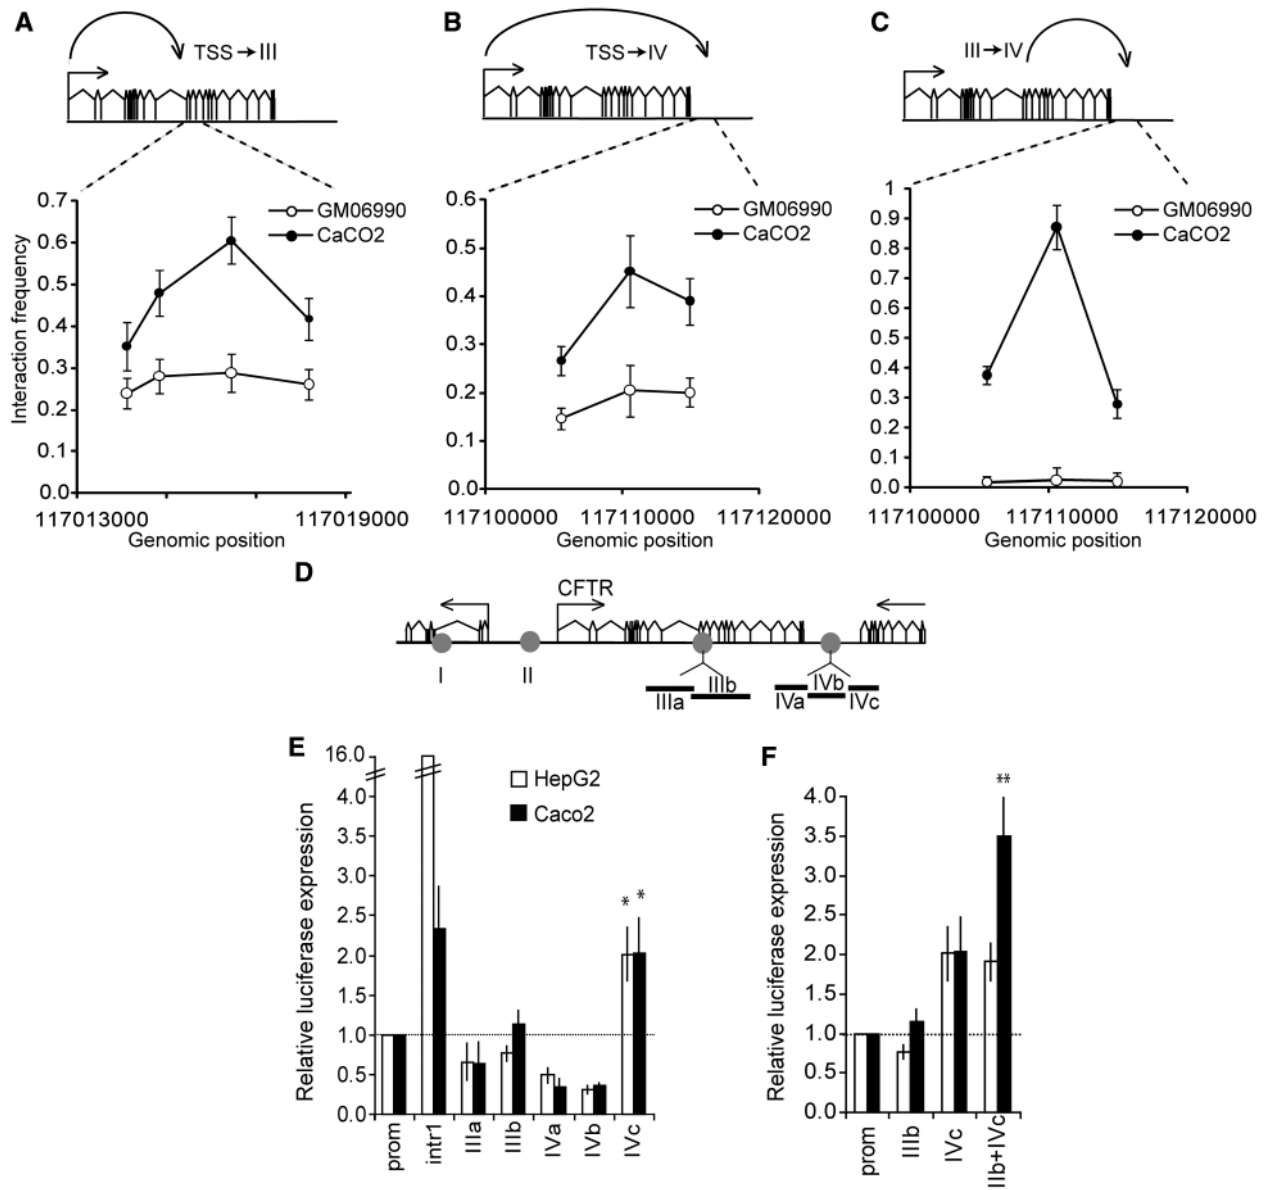 A
TSS→III
B
TSS→IV
C
III→IV
Interaction frequency
0.7
0.6
0.5
0.4
0.3
0.2
0.1
0.0
GM06990
CaCO2
117013000
117019000
Genomic position
0.6
0.5
0.4
0.3
0.2
0.1
0.0
GM06990
CaCO2
117100000
117110000
117120000
Genomic position
1
0.9
0.8
0.7
0.6
0.5
0.4
0.3
0.2
0.1
0.0
GM06990
CaCO2
117100000
117110000
117120000
Genomic position
D
CFTR
I
II
IIIa
IIIb
IVa
IVb
IVc
E
Relative luciferase expression
16.0
4.0
3.5
3.0
2.5
2.0
1.5
1.0
0.5
0.0
HepG2
Caco2
* *
prom
intr1
IIIa
IIIb
IVa
IVb
IVc
F
Relative luciferase expression
4.0
3.5
3.0
2.5
2.0
1.5
1.0
0.5
0.0
**
prom
IIIb
IVc
IIb+IVc